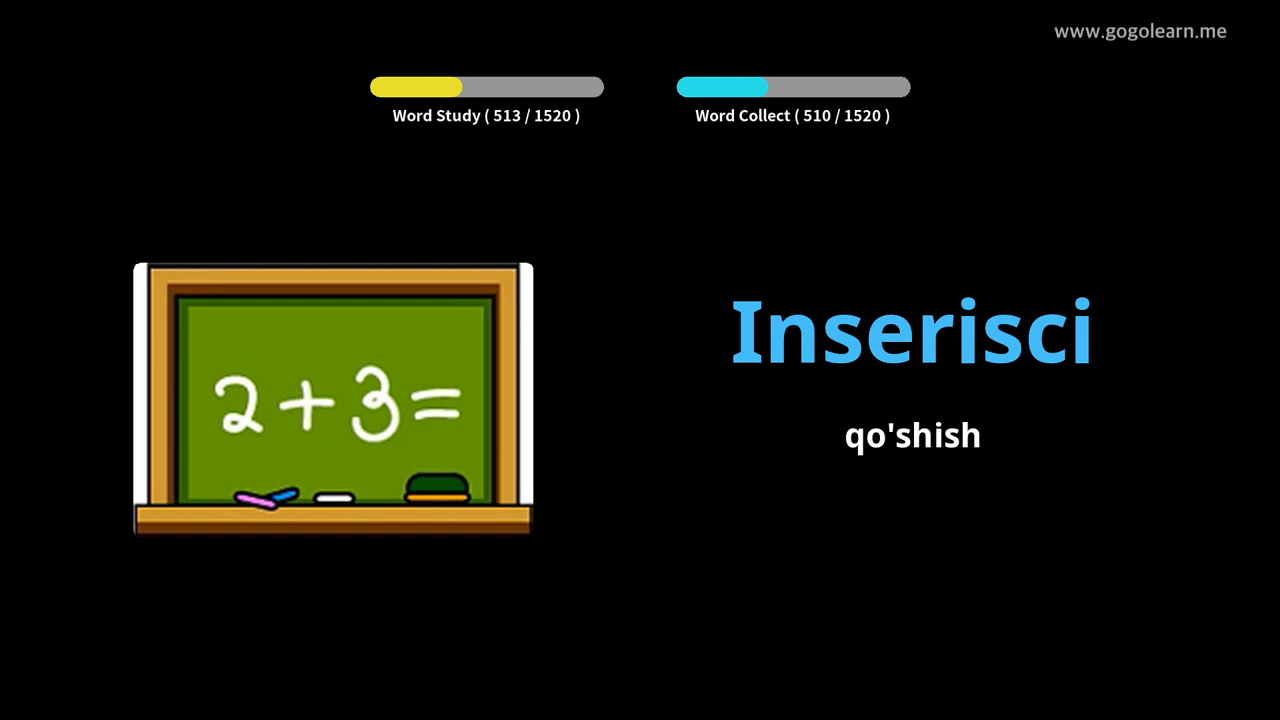 www.gogolearn.me
Word Study ( 513 / 1520 )
Word Collect ( 510 / 1520 )
2 + 3 =
Inserisci
qo'shish